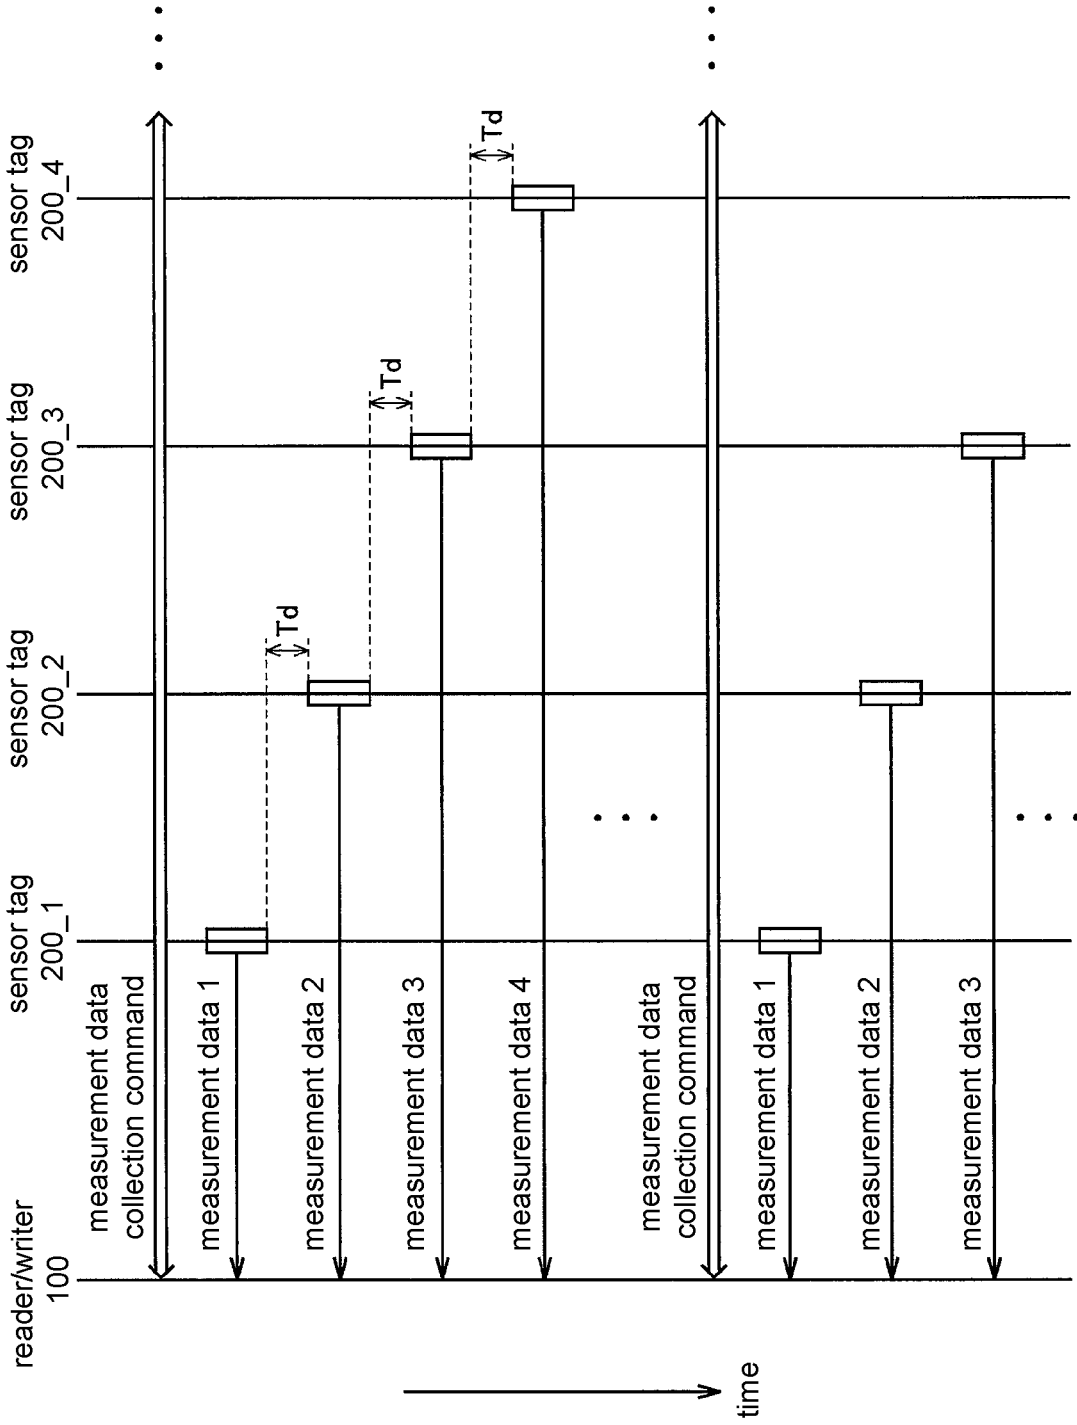 reader/writer
100
sensor tag
200_1
sensor tag
200_2
sensor tag
200_3
sensor tag
200_4
measurement data
collection command
measurement data 1
Td
measurement data 2
Td
measurement data 3
Td
measurement data 4
measurement data
collection command
measurement data 1
measurement data 2
measurement data 3
time